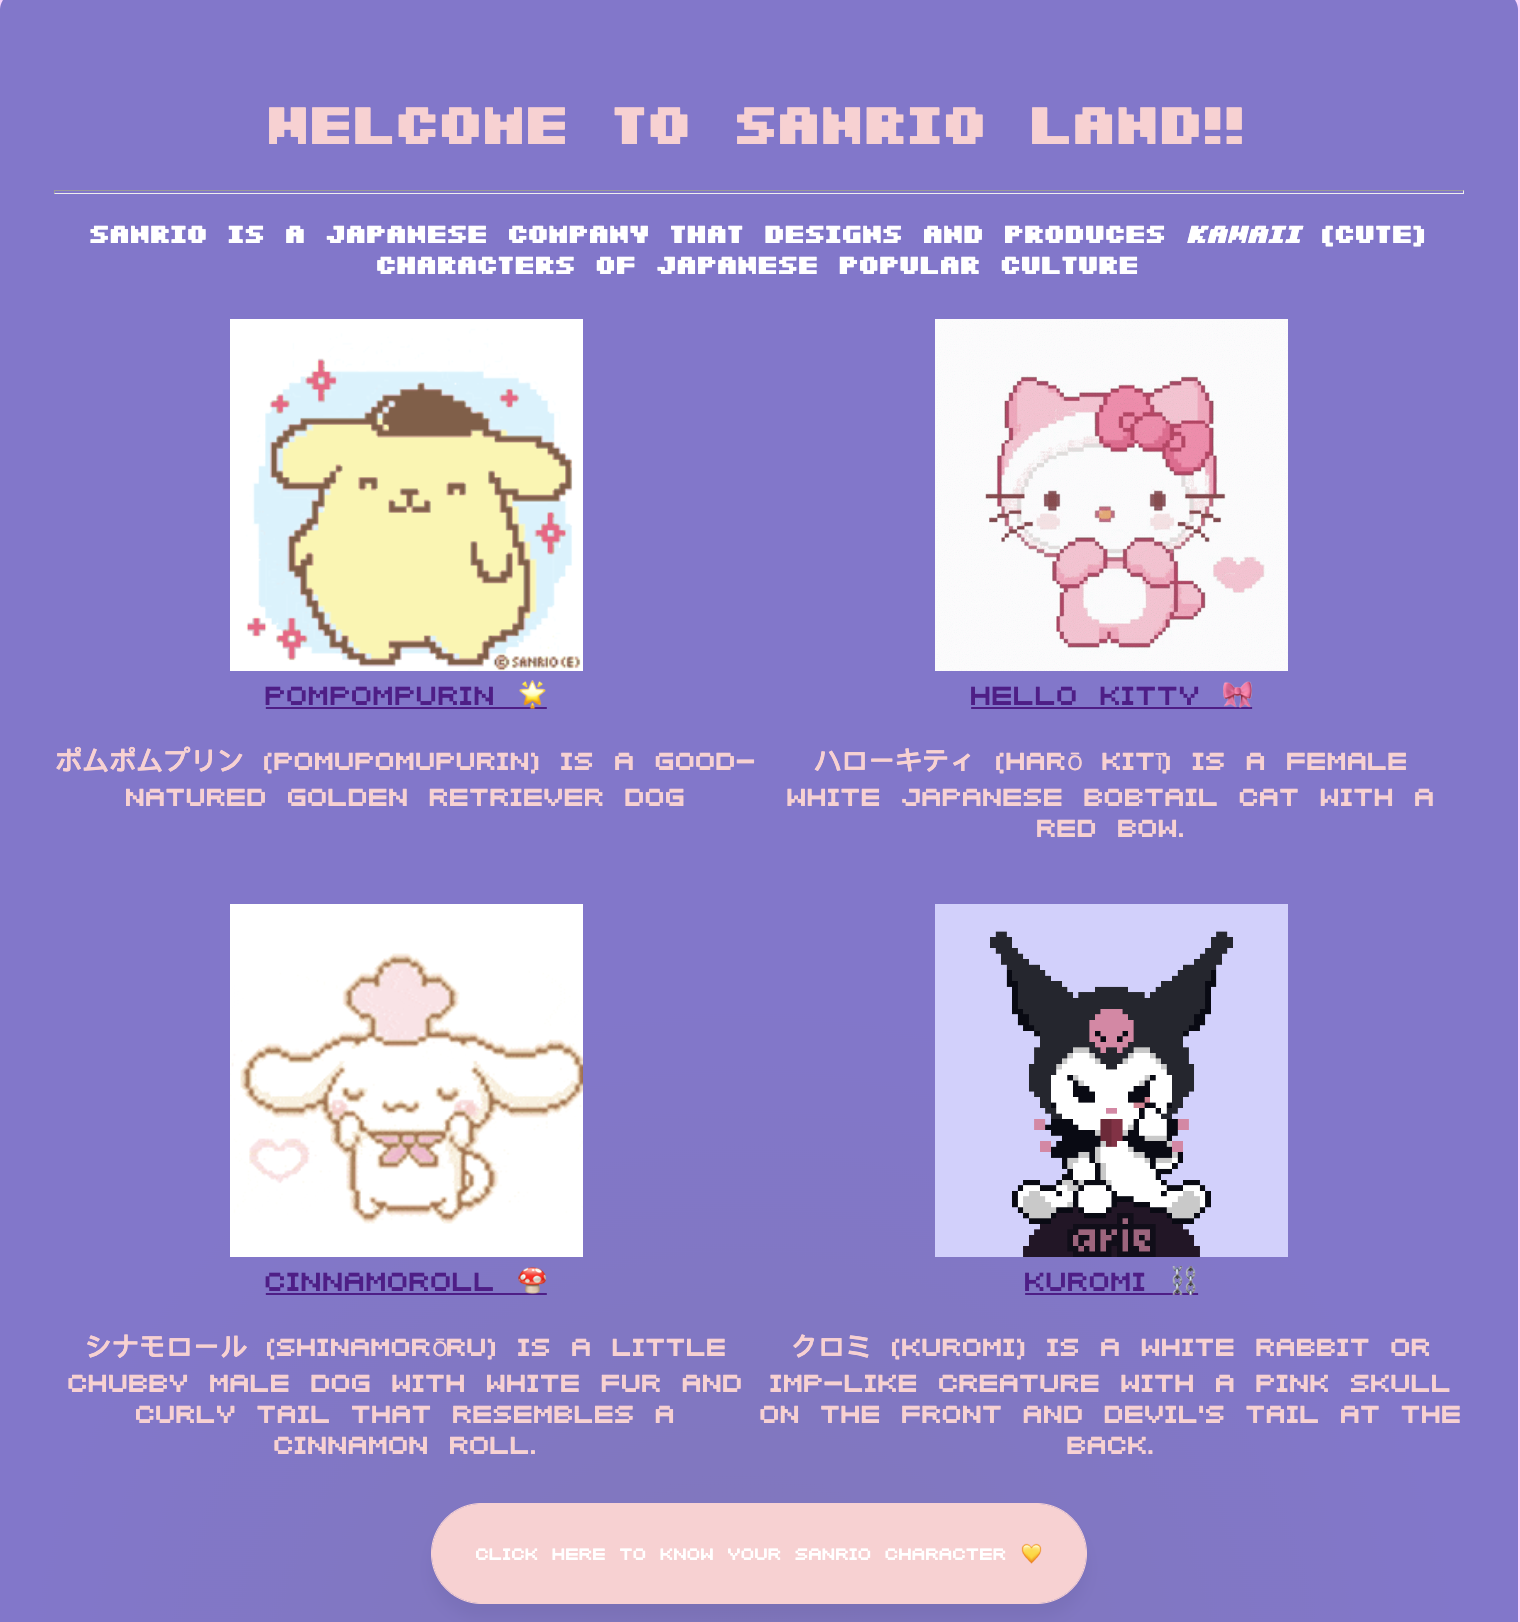 WELCOME TO SANRIO LAND!!
SANRIO IS A JAPANESE COMPANY THAT DESIGNS AND PRODUCES KAWAII (CUTE)
CHARACTERS OF JAPANESE POPULAR CULTURE
© SANRIO(E)
POMPOMPURIN 🌟
ポムポムプリン (POMUPOMUPURIN) IS A GOOD-
NATURED GOLDEN RETRIEVER DOG
HELLO KITTY 🎀
ハローキティ (HARŌ KITĪ) IS A FEMALE
WHITE JAPANESE BOBTAIL CAT WITH A
RED BOW.
CINNAMOROLL 🍄
シナモロール (SHINAMORŌRU) IS A LITTLE
CHUBBY MALE DOG WITH WHITE FUR AND
CURLY TAIL THAT RESEMBLES A
CINNAMON ROLL.
arie
KUROMI ⛓️
クロミ (KUROMI) IS A WHITE RABBIT OR
IMP-LIKE CREATURE WITH A PINK SKULL
ON THE FRONT AND DEVIL'S TAIL AT THE
BACK.
CLICK HERE TO KNOW YOUR SANRIO CHARACTER 💛